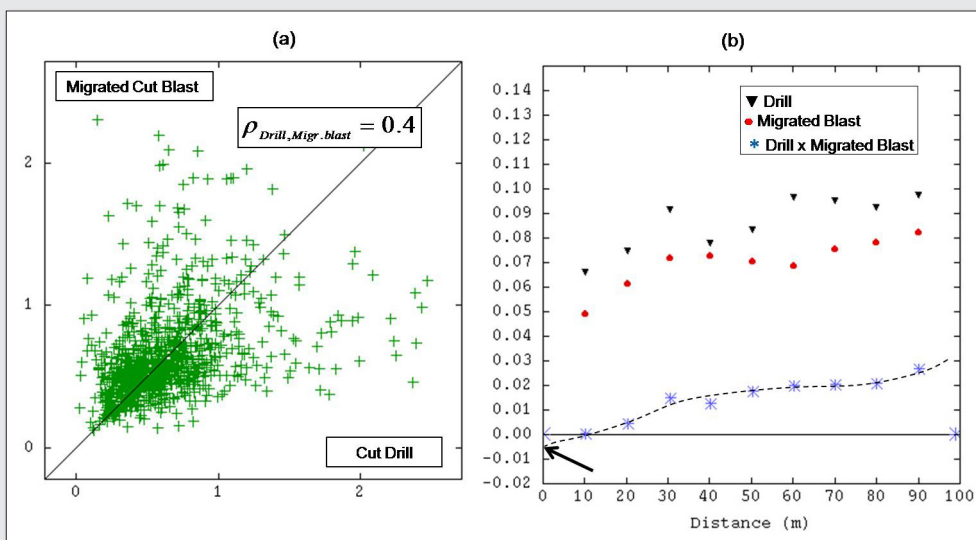 (a)
Migrated Cut Blast
ρDrill,Migr.blast = 0.4
2
1
0
Cut Drill
0 1 2
(b)
0.14
0.13
0.12
0.11
0.10
0.09
0.08
0.07
0.06
0.05
0.04
0.03
0.02
0.01
0.00
-0.01
-0.02
Drill
Migrated Blast
Drill x Migrated Blast
0 10 20 30 40 50 60 70 80 90 100
Distance (m)